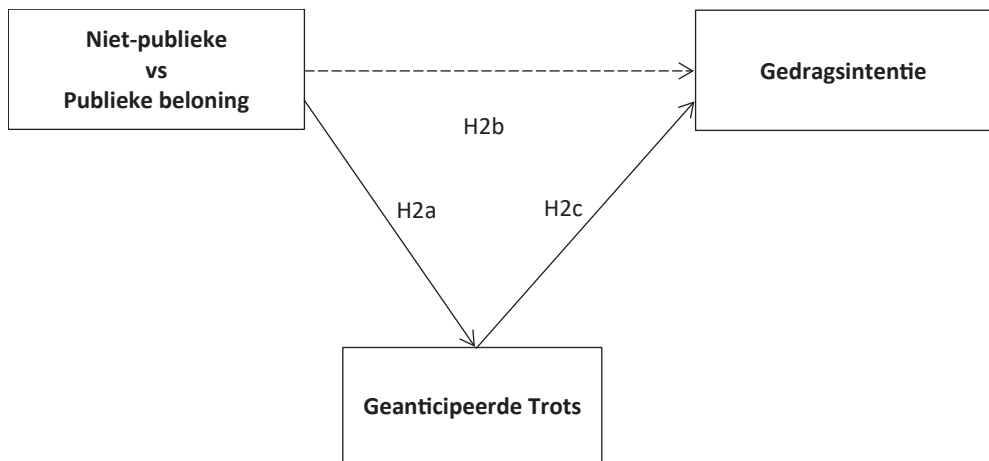 Niet-publieke
vs
Publieke beloning
Gedragsintentie
H2b
H2a
H2c
Geanticipeerde Trots